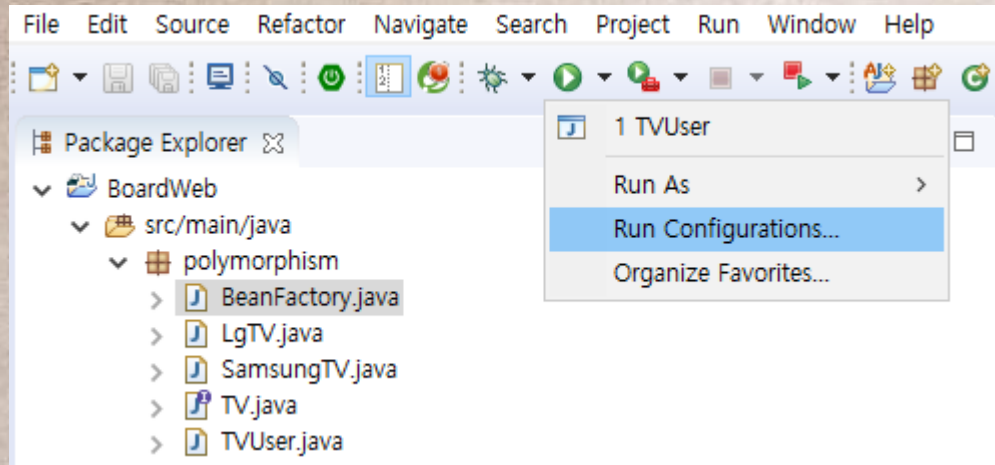 File Edit Source Refactor Navigate Search Project Run Window Help
Package Explorer
1 TVUser
Run As
Run Configurations...
Organize Favorites...
BoardWeb
src/main/java
polymorphism
BeanFactory.java
LgTV.java
SamsungTV.java
TV.java
TVUser.java